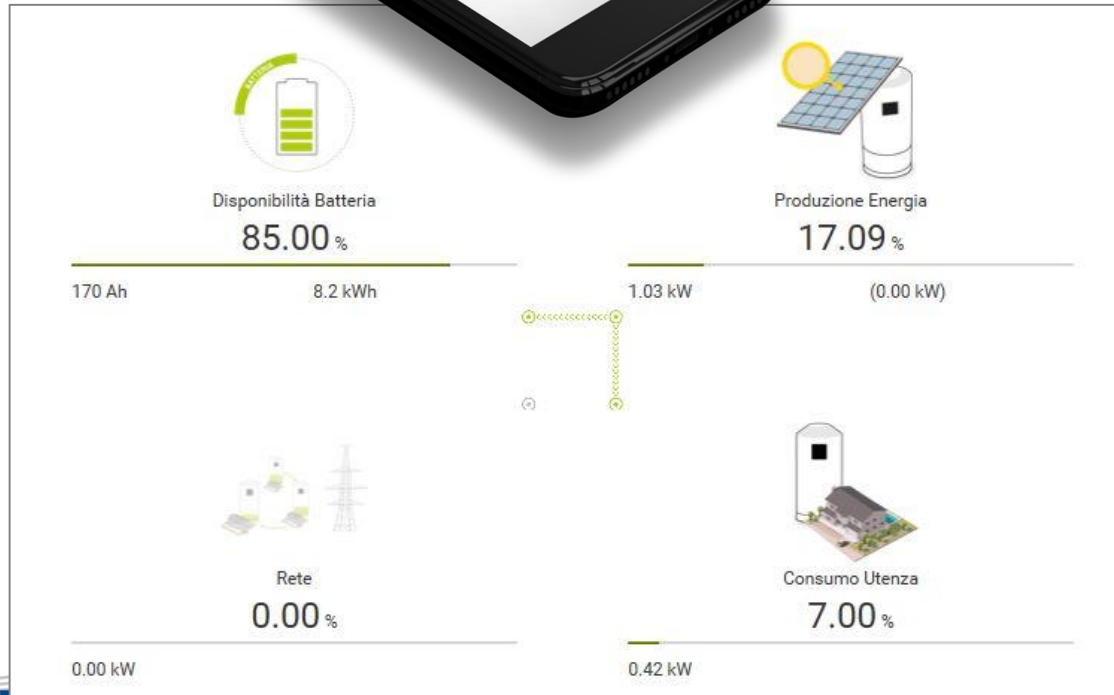 BATTERIA
Disponibilità Batteria
85.00 %
170 Ah 8.2 kWh
Produzione Energia
17.09 %
1.03 kW (0.00 kW)
Rete
0.00 %
0.00 kW
Consumo Utenza
7.00 %
0.42 kW